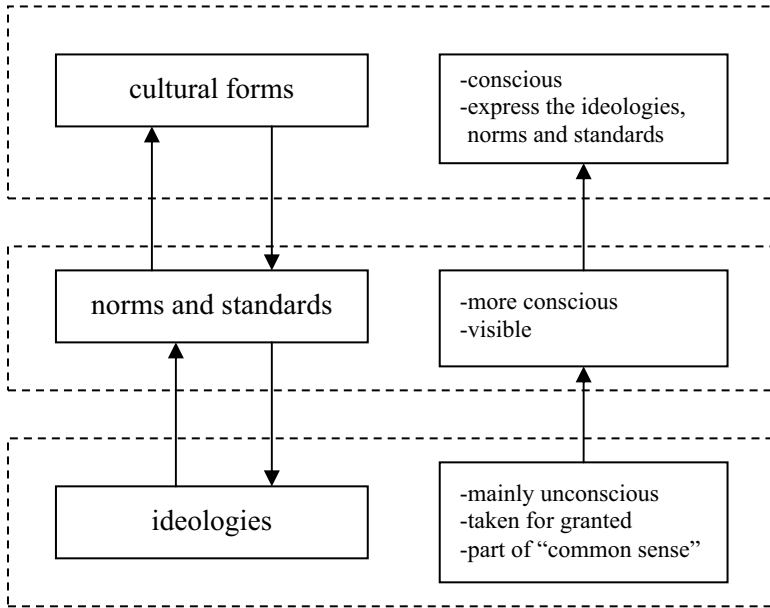 cultural forms
-conscious
-express the ideologies,
norms and standards
norms and standards
-more conscious
-visible
ideologies
-mainly unconscious
-taken for granted
-part of “common sense”